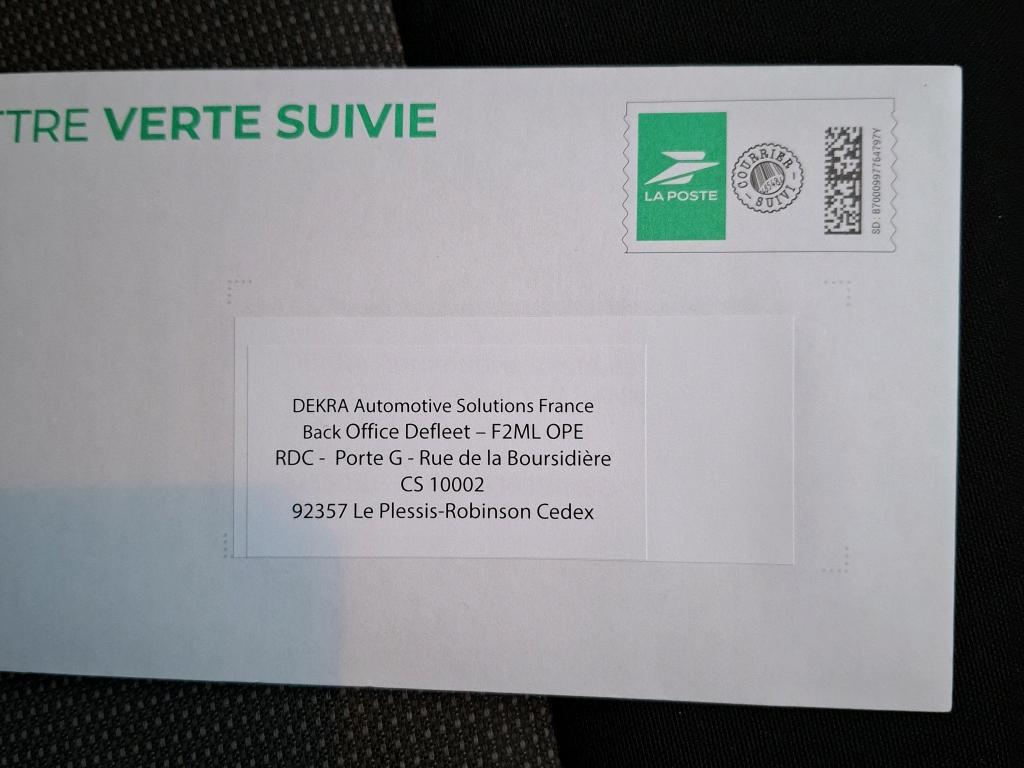 TTRE VERTE SUIVIE
LA POSTE
COURRIER
SUIVI
SD: 87000997764797Y
DEKRA Automotive Solutions France
Back Office Defleet – F2ML OPE
RDC - Porte G - Rue de la Boursidière
CS 10002
92357 Le Plessis-Robinson Cedex